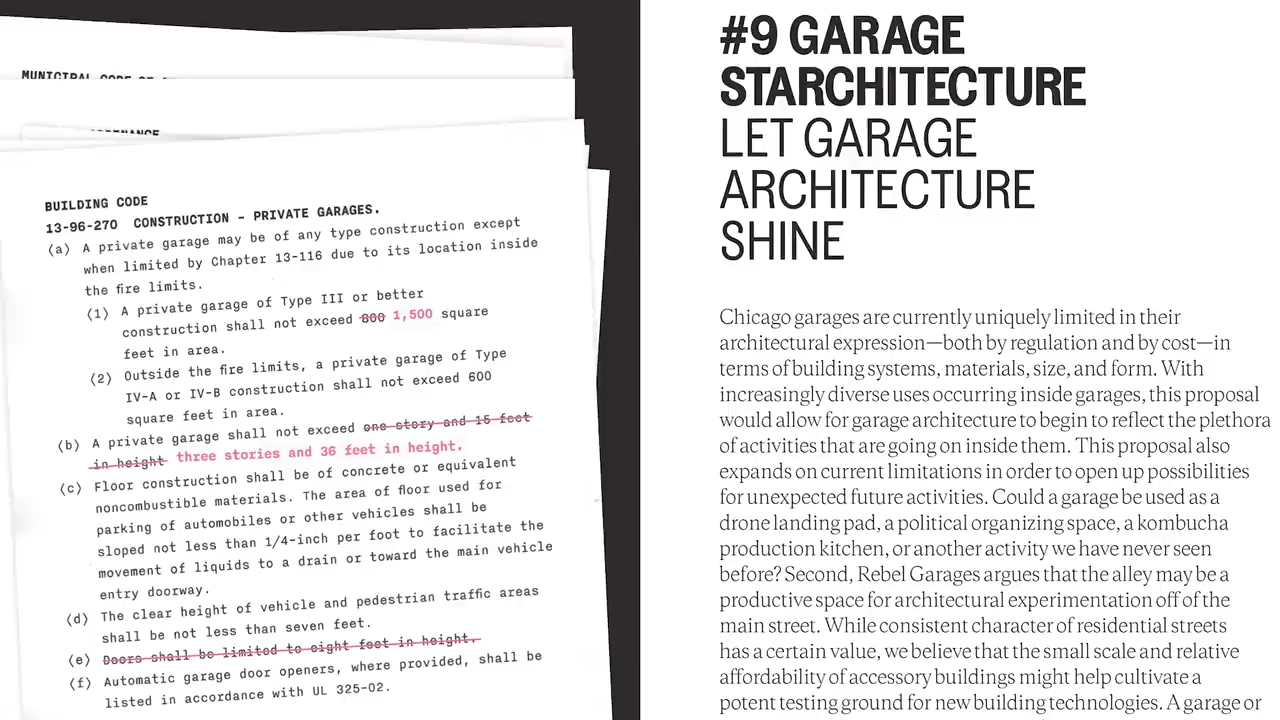 MUNICIPAL CODE OF
BUILDING CODE
13-96-270 CONSTRUCTION - PRIVATE GARAGES.
(a) A private garage may be of any type construction except
when limited by Chapter 13-116 due to its location inside
the fire limits.
(1) A private garage of Type III or better
construction shall not exceed 800 1,500 square
feet in area.
(2) Outside the fire limits, a private garage of Type
IV-A or IV-B construction shall not exceed 600
square feet in area.
(b) A private garage shall not exceed one story and 15 feet
in height three stories and 36 feet in height.
(c) Floor construction shall be of concrete or equivalent
noncombustible materials. The area of floor used for
parking of automobiles or other vehicles shall be
sloped not less than 1/4-inch per foot to facilitate the
movement of liquids to a drain or toward the main vehicle
entry doorway.
(d) The clear height of vehicle and pedestrian traffic areas
shall be not less than seven feet.
(e) Doors shall be limited to eight feet in height.
(f) Automatic garage door openers, where provided, shall be
listed in accordance with UL 325-02.
#9 GARAGE
STARCHITECTURE
LET GARAGE
ARCHITECTURE
SHINE
Chicago garages are currently uniquely limited in their
architectural expression—both by regulation and by cost—in
terms of building systems, materials, size, and form. With
increasingly diverse uses occurring inside garages, this proposal
would allow for garage architecture to begin to reflect the plethora
of activities that are going on inside them. This proposal also
expands on current limitations in order to open up possibilities
for unexpected future activities. Could a garage be used as a
drone landing pad, a political organizing space, a kombucha
production kitchen, or another activity we have never seen
before? Second, Rebel Garages argues that the alley may be a
productive space for architectural experimentation off of the
main street. While consistent character of residential streets
has a certain value, we believe that the small scale and relative
affordability of accessory buildings might help cultivate a
potent testing ground for new building technologies. A garage or